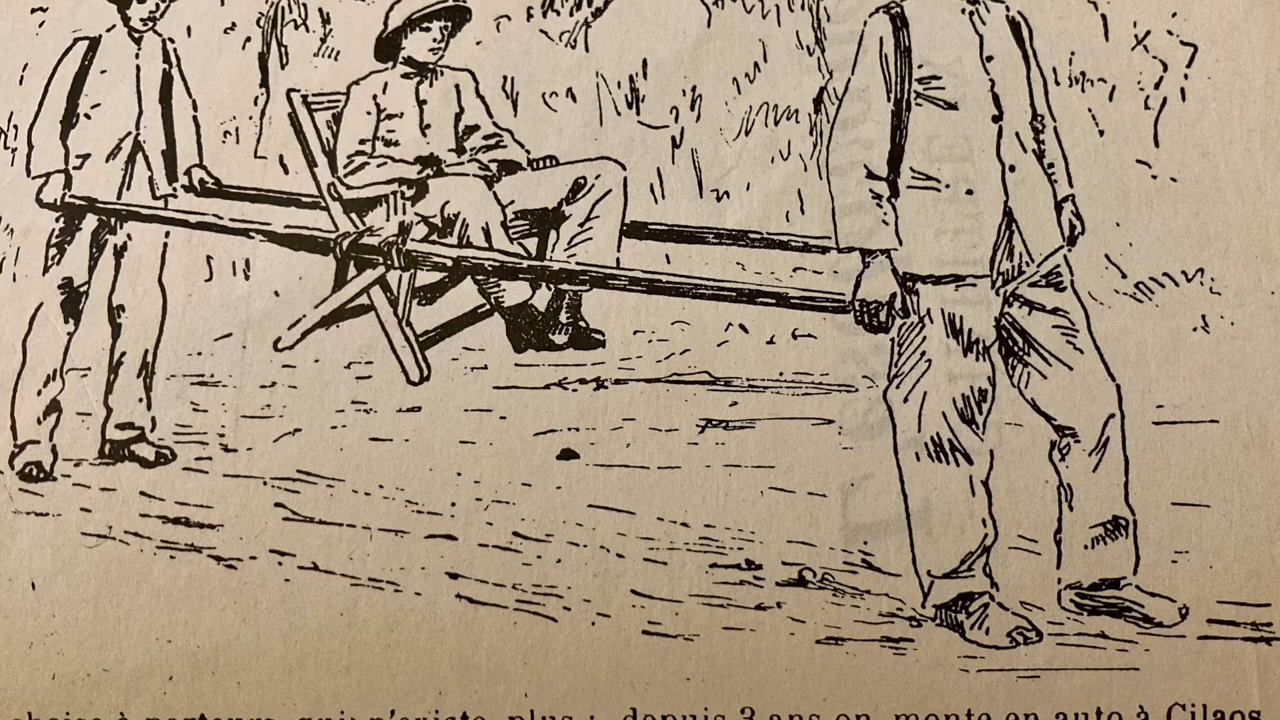 chaise à porteurs qui n'existe plus ; depuis 3 ans on monte en auto à Cilaos